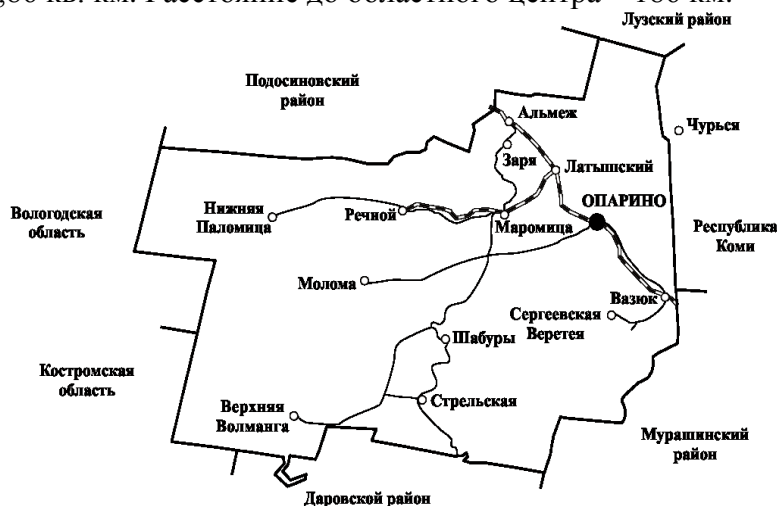 кв. км. Расстояние до областного центра – 180 км.
Лузский район
Подосиновский
район
Альмеж
Чурься
Заря
Латышский
ОПАРИНО
Вологодская
область
Нижняя
Паломица
Речной
Маромица
Республика
Коми
Молома
Вазюк
Сергеевская
Веретея
Шабуры
Костромская
область
Стрельская
Верхняя
Волманга
Мурашинский
район
Даровской район